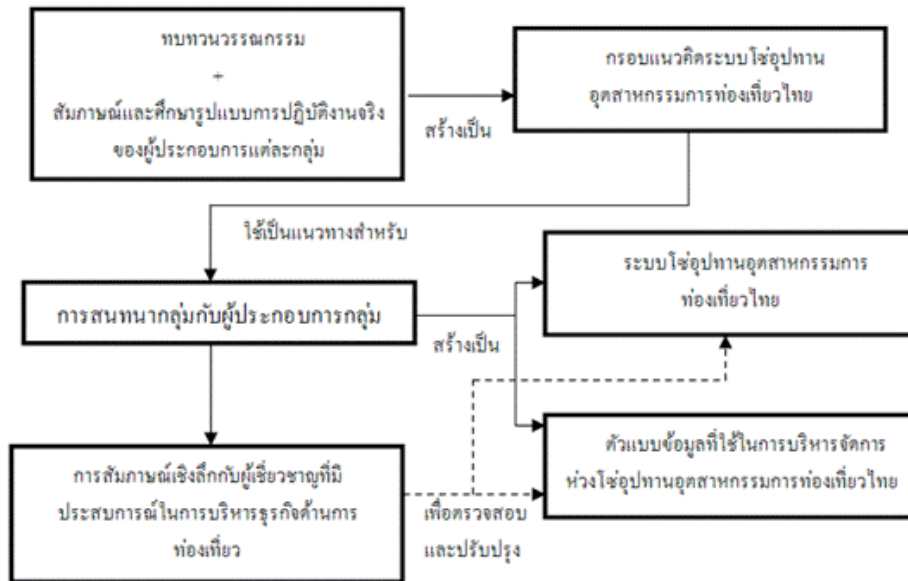 ทบทวนวรรณกรรม
+
สัมภาษณ์และศึกษารูปแบบการปฏิบัติงานจริง
ของผู้ประกอบการแต่ละกลุ่ม
สร้างเป็น
กรอบแนวคิดระบบโซ่อุปทาน
อุตสาหกรรมการท่องเที่ยวไทย
ใช้เป็นแนวทางสำหรับ
การสนทนากลุ่มกับผู้ประกอบการกลุ่ม
สร้างเป็น
ระบบโซ่อุปทานอุตสาหกรรมการ
ท่องเที่ยวไทย
ตัวแบบข้อมูลที่ใช้ในการบริหารจัดการ
ห่วงโซ่อุปทานอุตสาหกรรมการท่องเที่ยวไทย
การสัมภาษณ์เชิงลึกกับผู้เชี่ยวชาญที่มี
ประสบการณ์ในการบริหารธุรกิจด้านการ
ท่องเที่ยว
เพื่อตรวจสอบ
และปรับปรุง